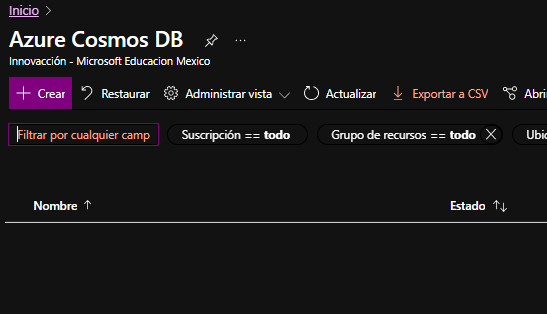 Inicio
Azure Cosmos DB
Innovacción - Microsoft Educacion Mexico
Crear Restaurar Administrar vista Actualizar Exportar a CSV Abri
Filtrar por cualquier camp Suscripción == todo Grupo de recursos == todo Ubic
Nombre Estado